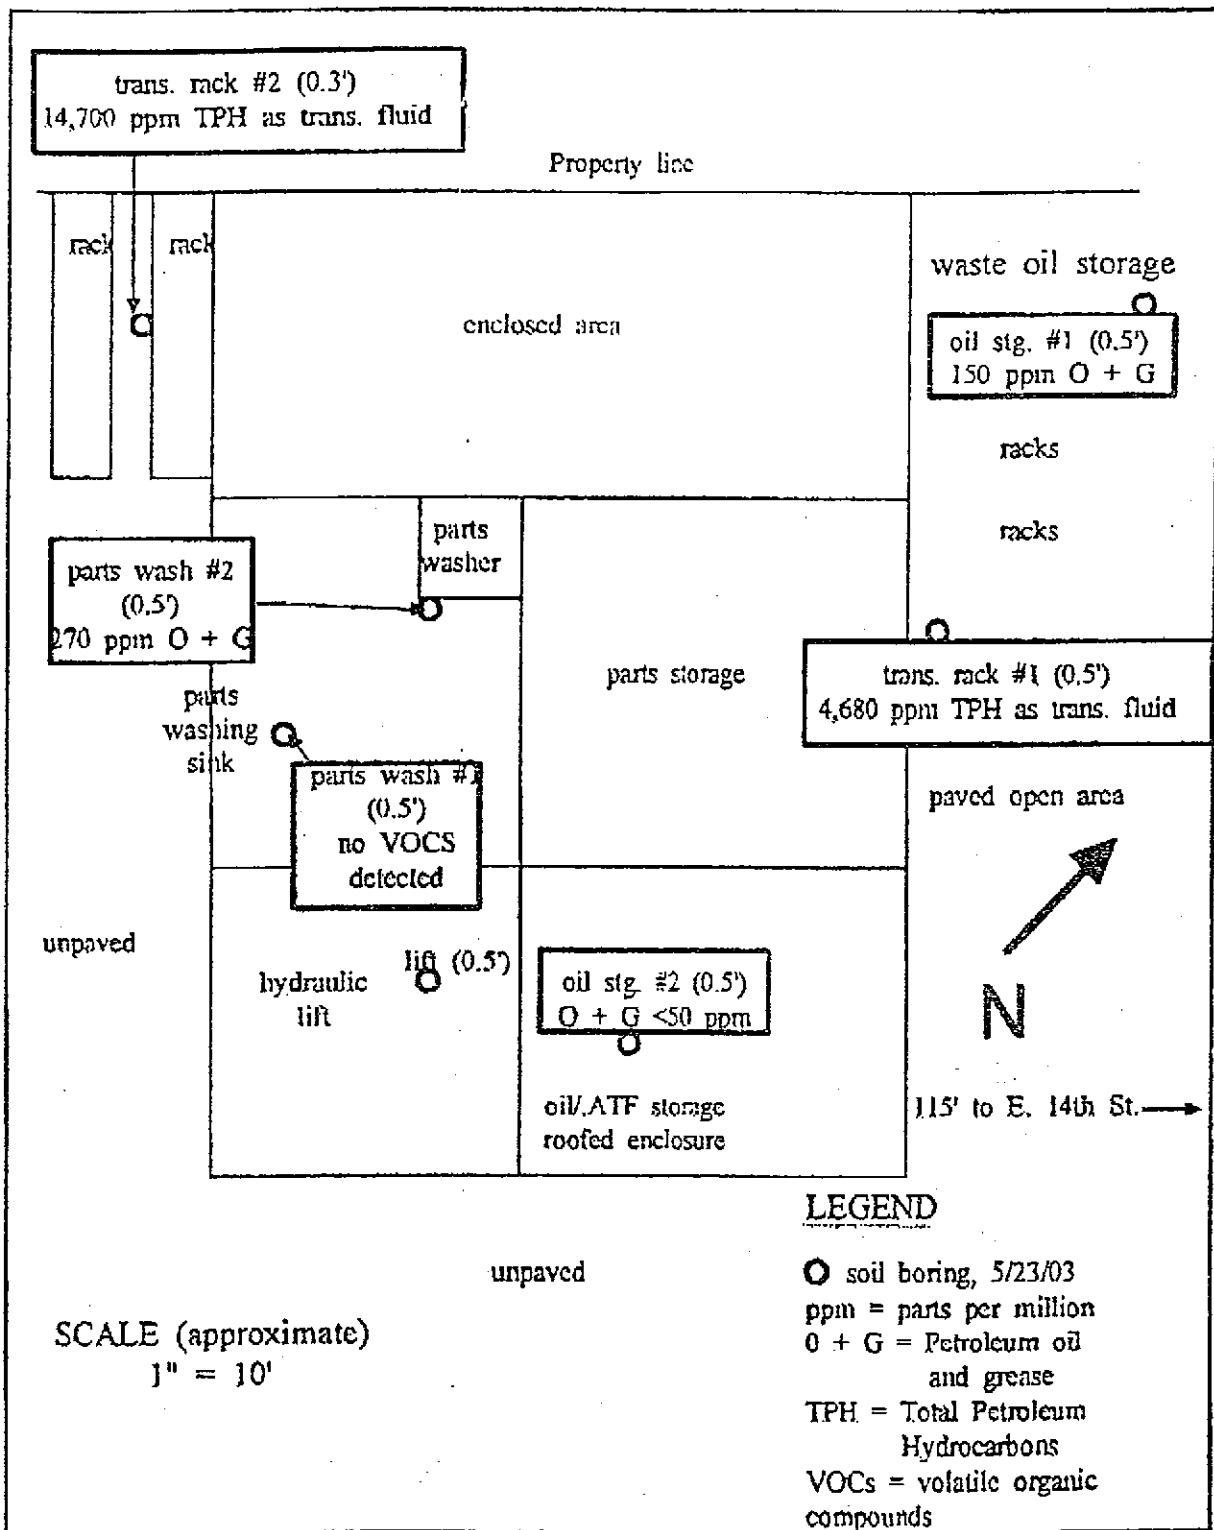 trans. rack #2 (0.3')
14,700 ppm TPH as trans. fluid
Property line
rack
rack
enclosed area
waste oil storage
oil stg. #1 (0.5')
150 ppm O + G
racks
racks
parts
washer
parts wash #2
(0.5')
270 ppm O + G
parts storage
trans. rack #1 (0.5')
4,680 ppm TPH as trans. fluid
parts
washing
sink
parts wash #1
(0.5')
no VOCS
detected
paved open area
unpaved
hydraulic
lift
lift (0.5')
oil stg. #2 (0.5')
O + G <50 ppm
N
oil/ATF storage
roofed enclosure
115' to E. 14th St.
unpaved
SCALE (approximate)
1" = 10'
LEGEND
soil boring, 5/23/03
ppm = parts per million
0 + G = Petroleum oil
and grease
TPH = Total Petroleum
Hydrocarbons
VOCs = volatile organic
compounds